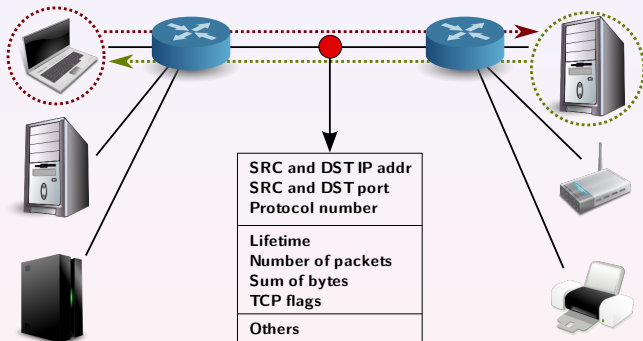 SRC and DST IP addr
SRC and DST port
Protocol number
Lifetime
Number of packets
Sum of bytes
TCP flags
Others